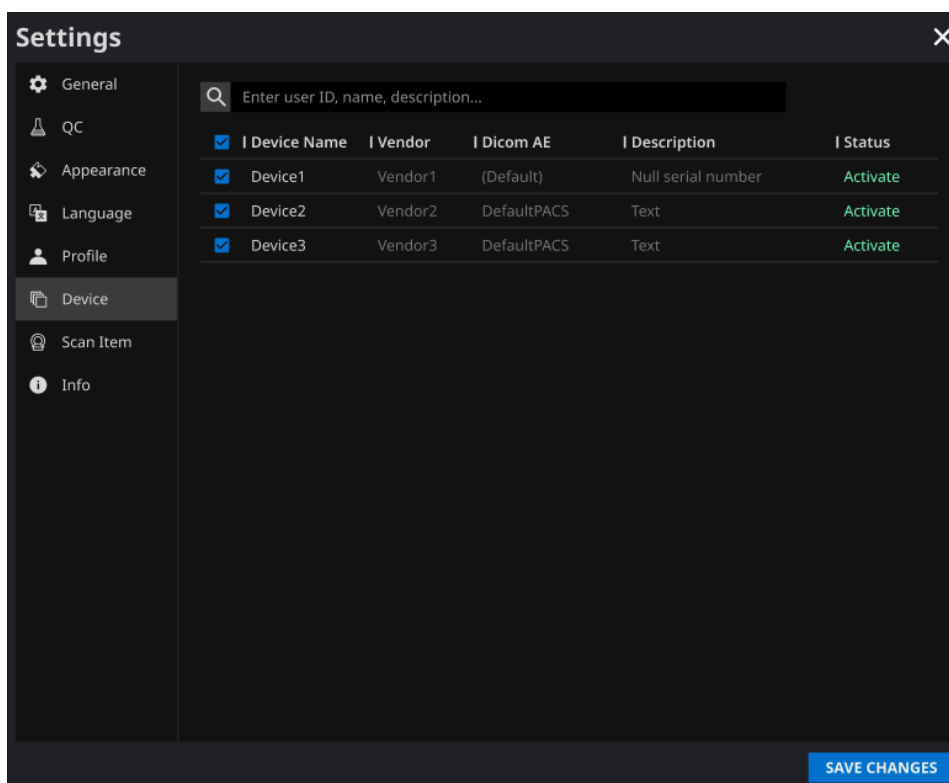 Settings
General
QC
Appearance
Language
Profile
Device
Scan Item
Info
Enter user ID, name, description...
Device Name Vendor Dicom AE Description Status
Device1 Vendor1 (Default) Null serial number Activate
Device2 Vendor2 DefaultPACS Text Activate
Device3 Vendor3 DefaultPACS Text Activate
SAVE CHANGES